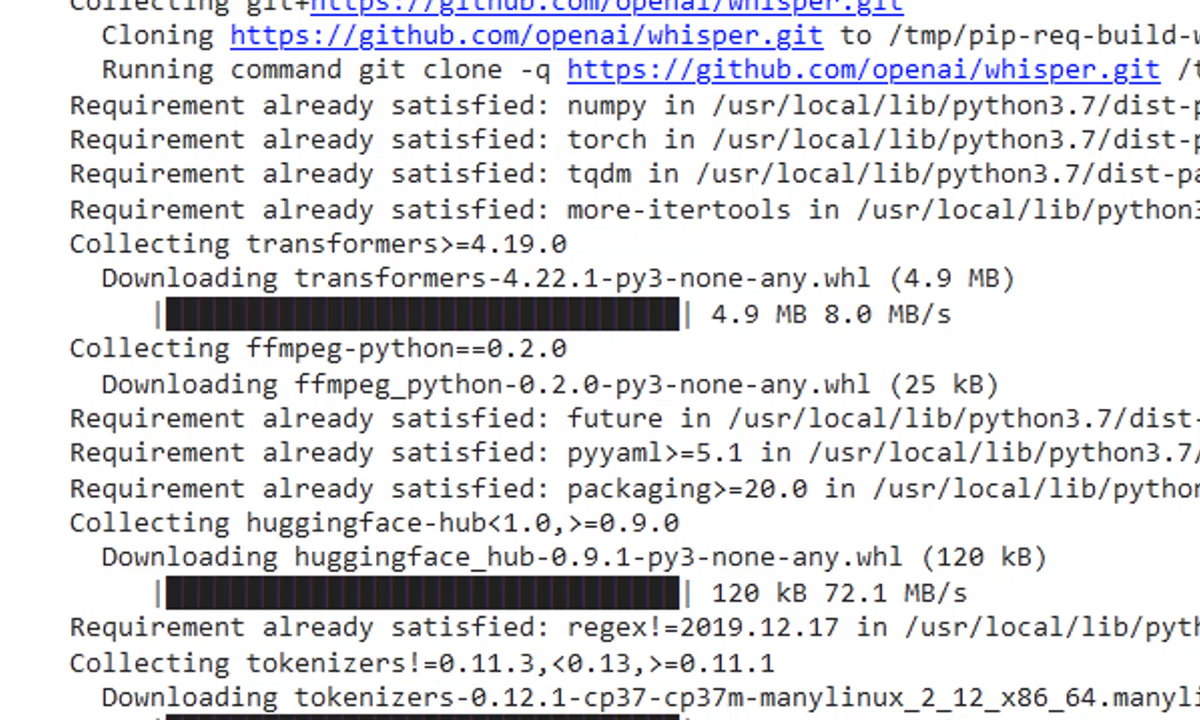 Collecting git+https://github.com/openai/whisper.git
Cloning https://github.com/openai/whisper.git to /tmp/pip-req-build-w
Running command git clone -q https://github.com/openai/whisper.git /t
Requirement already satisfied: numpy in /usr/local/lib/python3.7/dist-p
Requirement already satisfied: torch in /usr/local/lib/python3.7/dist-p
Requirement already satisfied: tqdm in /usr/local/lib/python3.7/dist-pa
Requirement already satisfied: more-itertools in /usr/local/lib/python3
Collecting transformers>=4.19.0
Downloading transformers-4.22.1-py3-none-any.whl (4.9 MB)
4.9 MB 8.0 MB/s
Collecting ffmpeg-python==0.2.0
Downloading ffmpeg_python-0.2.0-py3-none-any.whl (25 kB)
Requirement already satisfied: future in /usr/local/lib/python3.7/dist-
Requirement already satisfied: pyyaml>=5.1 in /usr/local/lib/python3.7/
Requirement already satisfied: packaging>=20.0 in /usr/local/lib/python
Collecting huggingface-hub<1.0,>=0.9.0
Downloading huggingface_hub-0.9.1-py3-none-any.whl (120 kB)
120 kB 72.1 MB/s
Requirement already satisfied: regex!=2019.12.17 in /usr/local/lib/pyth
Collecting tokenizers!=0.11.3,<0.13,>=0.11.1
Downloading tokenizers-0.12.1-cp37-cp37m-manylinux_2_12_x86_64.manyli